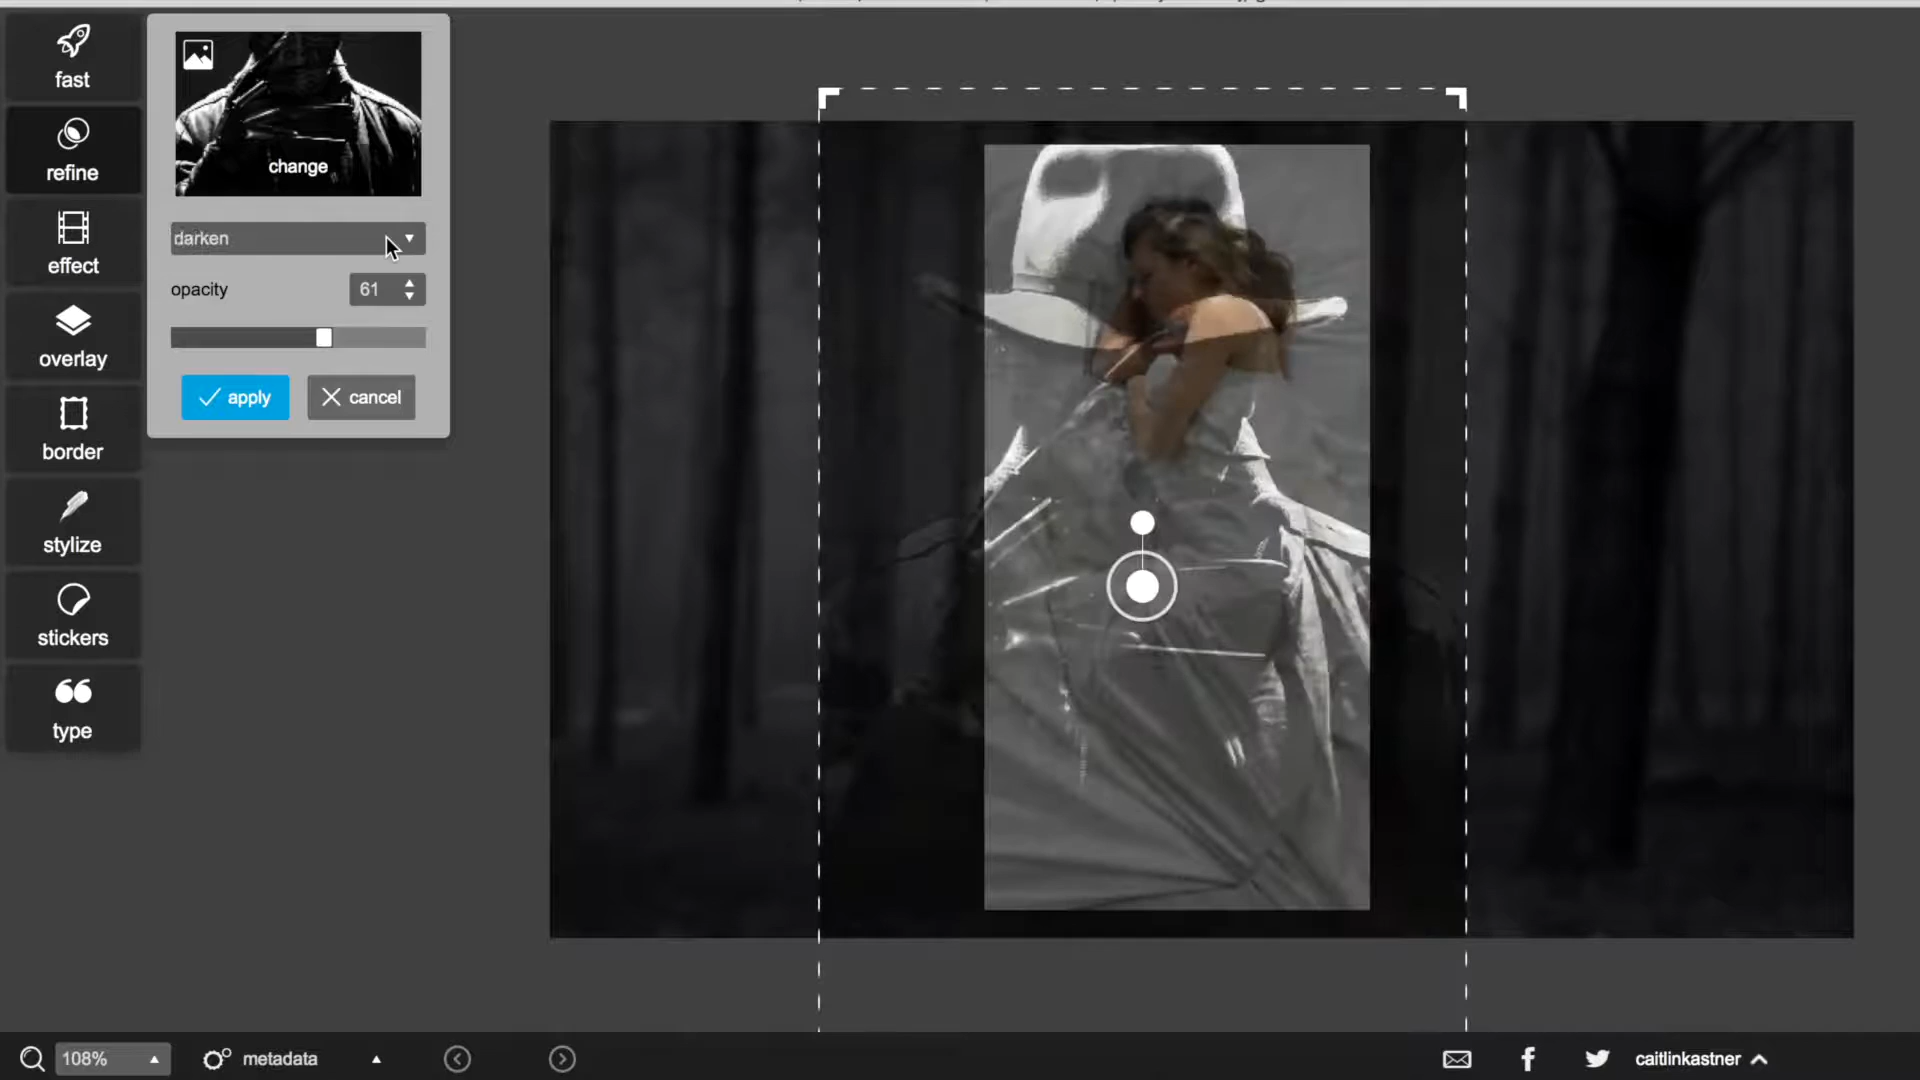 fast
refine
effect
overlay
border
stylize
stickers
type
change
darken
opacity
61
apply
cancel
108%
metadata
caitlinkastner